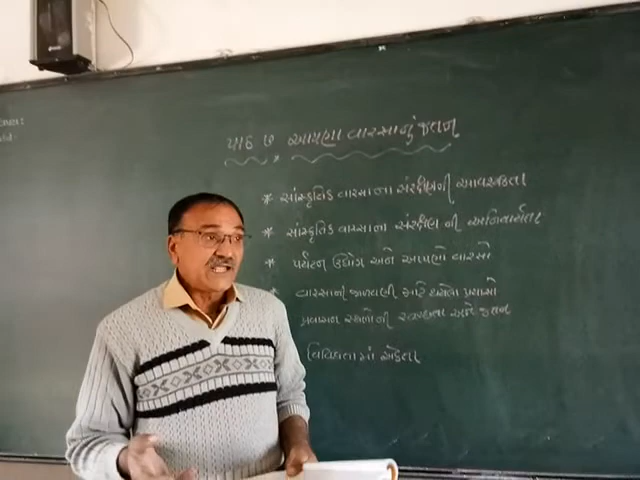 પાઠ ૭ આપણા વારસાનું જતન
* સાંસ્કૃતિક વારસાના સંરક્ષણની આવશ્યકતા
* સાંસ્કૃતિક વારસાના સંરક્ષણ ની અનિવાર્યતા
* પર્યટન ઉદ્યોગ અને આપણો વારસો
* વારસાની જાળવણી માટે થયેલા પ્રયાસો
પ્રવાસન સ્થળોની સ્વચ્છતા અને જતન
વિવિધતામાં એકતા